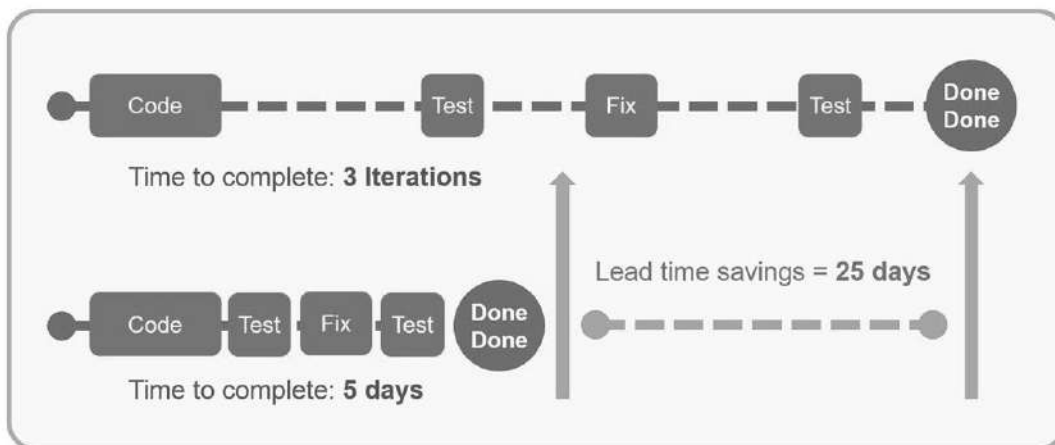 Code
Test
Fix
Test
Done
Done
Time to complete: 3 Iterations
Lead time savings = 25 days
Code
Test
Fix
Test
Done
Done
Time to complete: 5 days